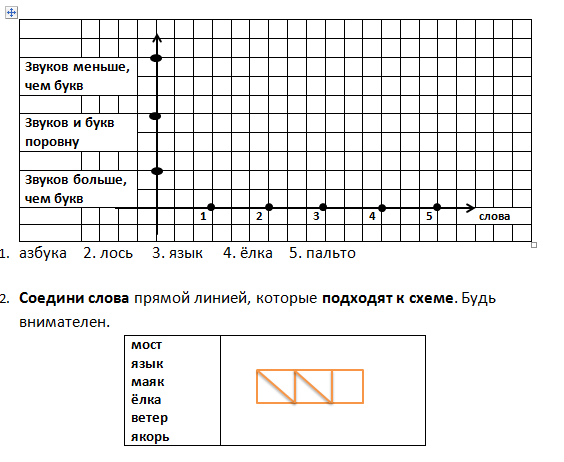 Звуков меньше,
чем букв
Звуков и букв
поровну
Звуков больше,
чем букв
1 2 3 4 5 слова
1. азбука 2. лось 3. язык 4. ёлка 5. пальто
2. Соедини слова прямой линией, которые подходят к схеме. Будь
внимателен.
мост
язык
маяк
ёлка
ветер
якорь